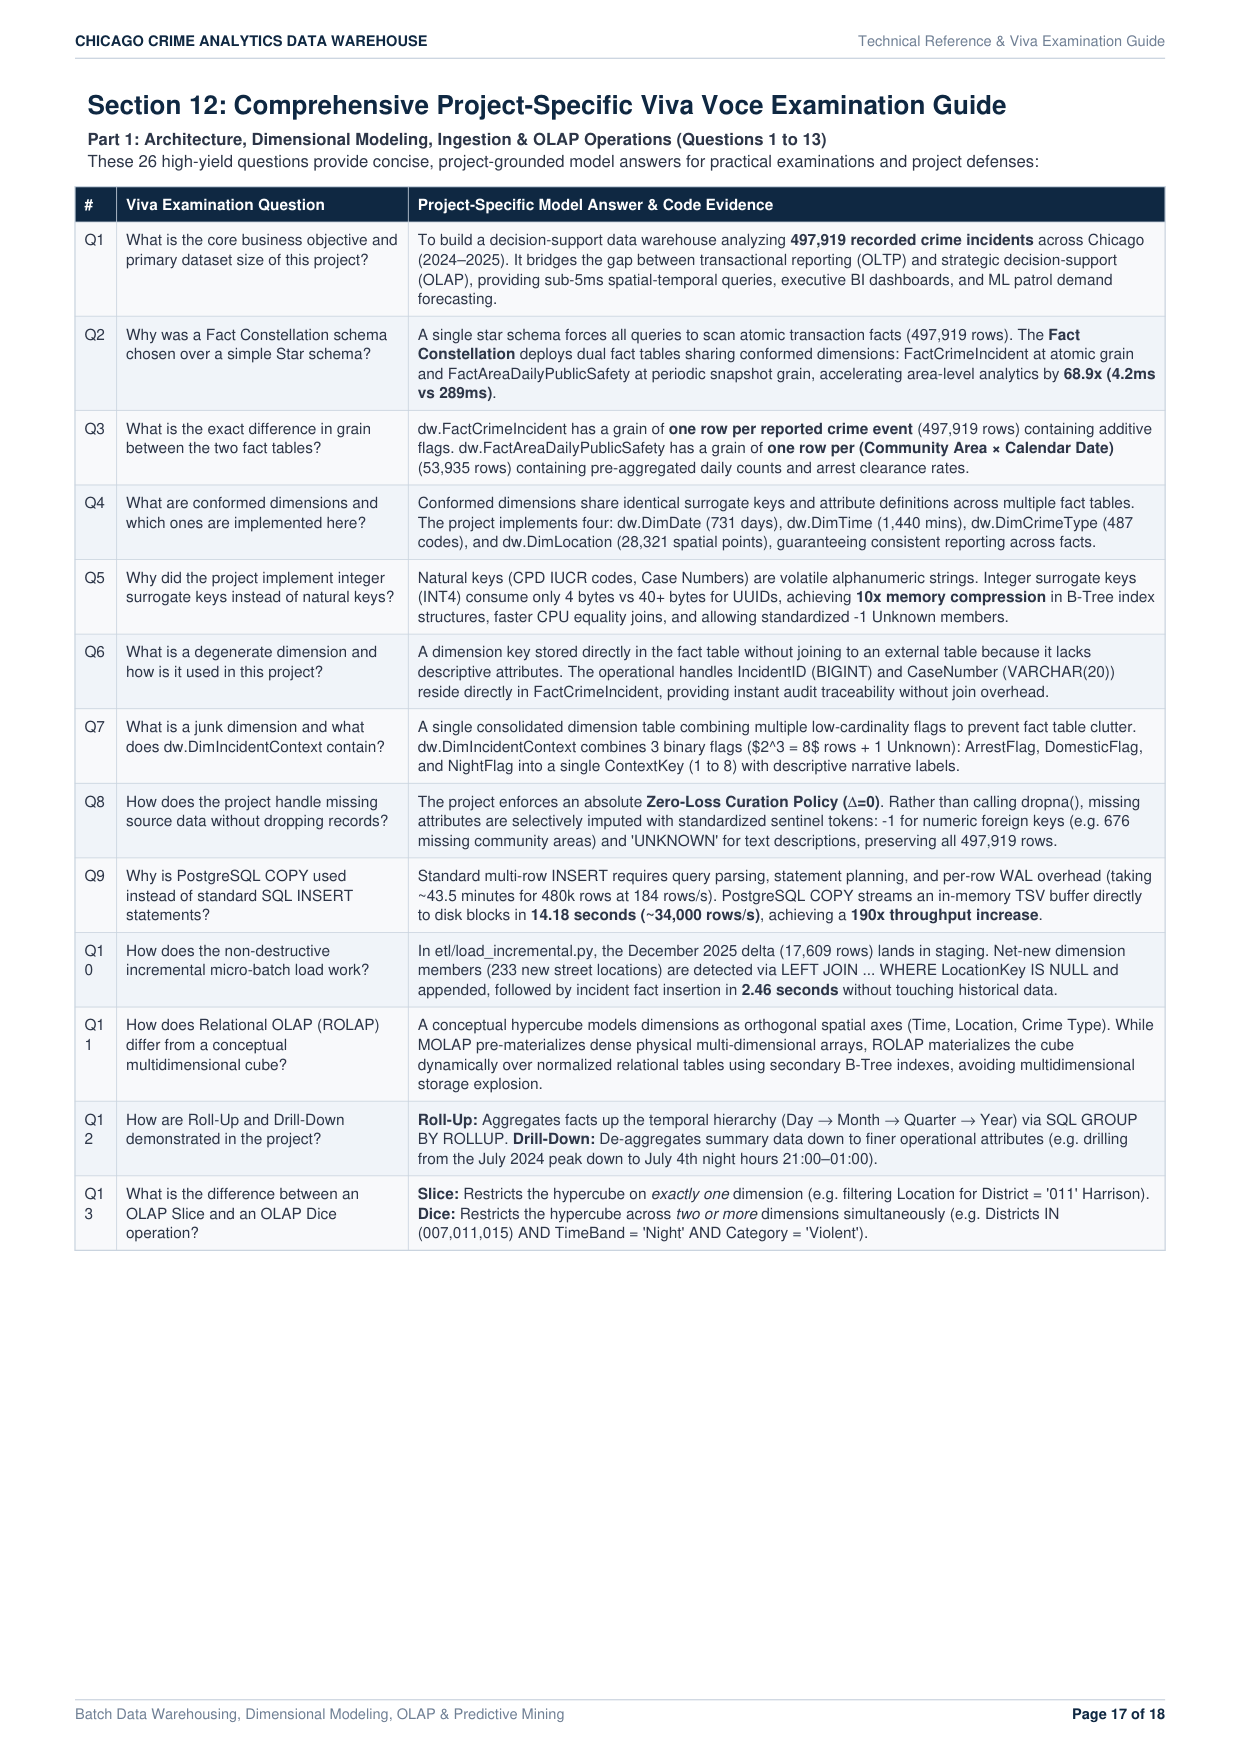 CHICAGO CRIME ANALYTICS DATA WAREHOUSE
Technical Reference & Viva Examination Guide
Section 12: Comprehensive Project-Specific Viva Voce Examination Guide
Part 1: Architecture, Dimensional Modeling, Ingestion & OLAP Operations (Questions 1 to 13)
These 26 high-yield questions provide concise, project-grounded model answers for practical examinations and project defenses:
# Viva Examination Question Project-Specific Model Answer & Code Evidence
Q1
What is the core business objective and
primary dataset size of this project?
To build a decision-support data warehouse analyzing 497,919 recorded crime incidents across Chicago
(2024–2025). It bridges the gap between transactional reporting (OLTP) and strategic decision-support
(OLAP), providing sub-5ms spatial-temporal queries, executive BI dashboards, and ML patrol demand
forecasting.
Q2
Why was a Fact Constellation schema
chosen over a simple Star schema?
A single star schema forces all queries to scan atomic transaction facts (497,919 rows). The Fact
Constellation deploys dual fact tables sharing conformed dimensions: FactCrimeIncident at atomic grain
and FactAreaDailyPublicSafety at periodic snapshot grain, accelerating area-level analytics by 68.9x (4.2ms
vs 289ms).
Q3
What is the exact difference in grain
between the two fact tables?
dw.FactCrimeIncident has a grain of one row per reported crime event (497,919 rows) containing additive
flags. dw.FactAreaDailyPublicSafety has a grain of one row per (Community Area × Calendar Date)
(53,935 rows) containing pre-aggregated daily counts and arrest clearance rates.
Q4
What are conformed dimensions and
which ones are implemented here?
Conformed dimensions share identical surrogate keys and attribute definitions across multiple fact tables.
The project implements four: dw.DimDate (731 days), dw.DimTime (1,440 mins), dw.DimCrimeType (487
codes), and dw.DimLocation (28,321 spatial points), guaranteeing consistent reporting across facts.
Q5
Why did the project implement integer
surrogate keys instead of natural keys?
Natural keys (CPD IUCR codes, Case Numbers) are volatile alphanumeric strings. Integer surrogate keys
(INT4) consume only 4 bytes vs 40+ bytes for UUIDs, achieving 10x memory compression in B-Tree index
structures, faster CPU equality joins, and allowing standardized -1 Unknown members.
Q6
What is a degenerate dimension and
how is it used in this project?
A dimension key stored directly in the fact table without joining to an external table because it lacks
descriptive attributes. The operational handles IncidentID (BIGINT) and CaseNumber (VARCHAR(20))
reside directly in FactCrimeIncident, providing instant audit traceability without join overhead.
Q7
What is a junk dimension and what
does dw.DimIncidentContext contain?
A single consolidated dimension table combining multiple low-cardinality flags to prevent fact table clutter.
dw.DimIncidentContext combines 3 binary flags ($2^3 = 8$ rows + 1 Unknown): ArrestFlag, DomesticFlag,
and NightFlag into a single ContextKey (1 to 8) with descriptive narrative labels.
Q8
How does the project handle missing
source data without dropping records?
The project enforces an absolute Zero-Loss Curation Policy (Δ=0). Rather than calling dropna(), missing
attributes are selectively imputed with standardized sentinel tokens: -1 for numeric foreign keys (e.g. 676
missing community areas) and 'UNKNOWN' for text descriptions, preserving all 497,919 rows.
Q9
Why is PostgreSQL COPY used
instead of standard SQL INSERT
statements?
Standard multi-row INSERT requires query parsing, statement planning, and per-row WAL overhead (taking
~43.5 minutes for 480k rows at 184 rows/s). PostgreSQL COPY streams an in-memory TSV buffer directly
to disk blocks in 14.18 seconds (~34,000 rows/s), achieving a 190x throughput increase.
Q1
0
How does the non-destructive
incremental micro-batch load work?
In etl/load_incremental.py, the December 2025 delta (17,609 rows) lands in staging. Net-new dimension
members (233 new street locations) are detected via LEFT JOIN ... WHERE LocationKey IS NULL and
appended, followed by incident fact insertion in 2.46 seconds without touching historical data.
Q1
1
How does Relational OLAP (ROLAP)
differ from a conceptual
multidimensional cube?
A conceptual hypercube models dimensions as orthogonal spatial axes (Time, Location, Crime Type). While
MOLAP pre-materializes dense physical multi-dimensional arrays, ROLAP materializes the cube
dynamically over normalized relational tables using secondary B-Tree indexes, avoiding multidimensional
storage explosion.
Q1
2
How are Roll-Up and Drill-Down
demonstrated in the project?
Roll-Up: Aggregates facts up the temporal hierarchy (Day → Month → Quarter → Year) via SQL GROUP
BY ROLLUP. Drill-Down: De-aggregates summary data down to finer operational attributes (e.g. drilling
from the July 2024 peak down to July 4th night hours 21:00–01:00).
Q1
3
What is the difference between an
OLAP Slice and an OLAP Dice
operation?
Slice: Restricts the hypercube on exactly one dimension (e.g. filtering Location for District = '011' Harrison).
Dice: Restricts the hypercube across two or more dimensions simultaneously (e.g. Districts IN
(007,011,015) AND TimeBand = 'Night' AND Category = 'Violent').
Batch Data Warehousing, Dimensional Modeling, OLAP & Predictive Mining
Page 17 of 18